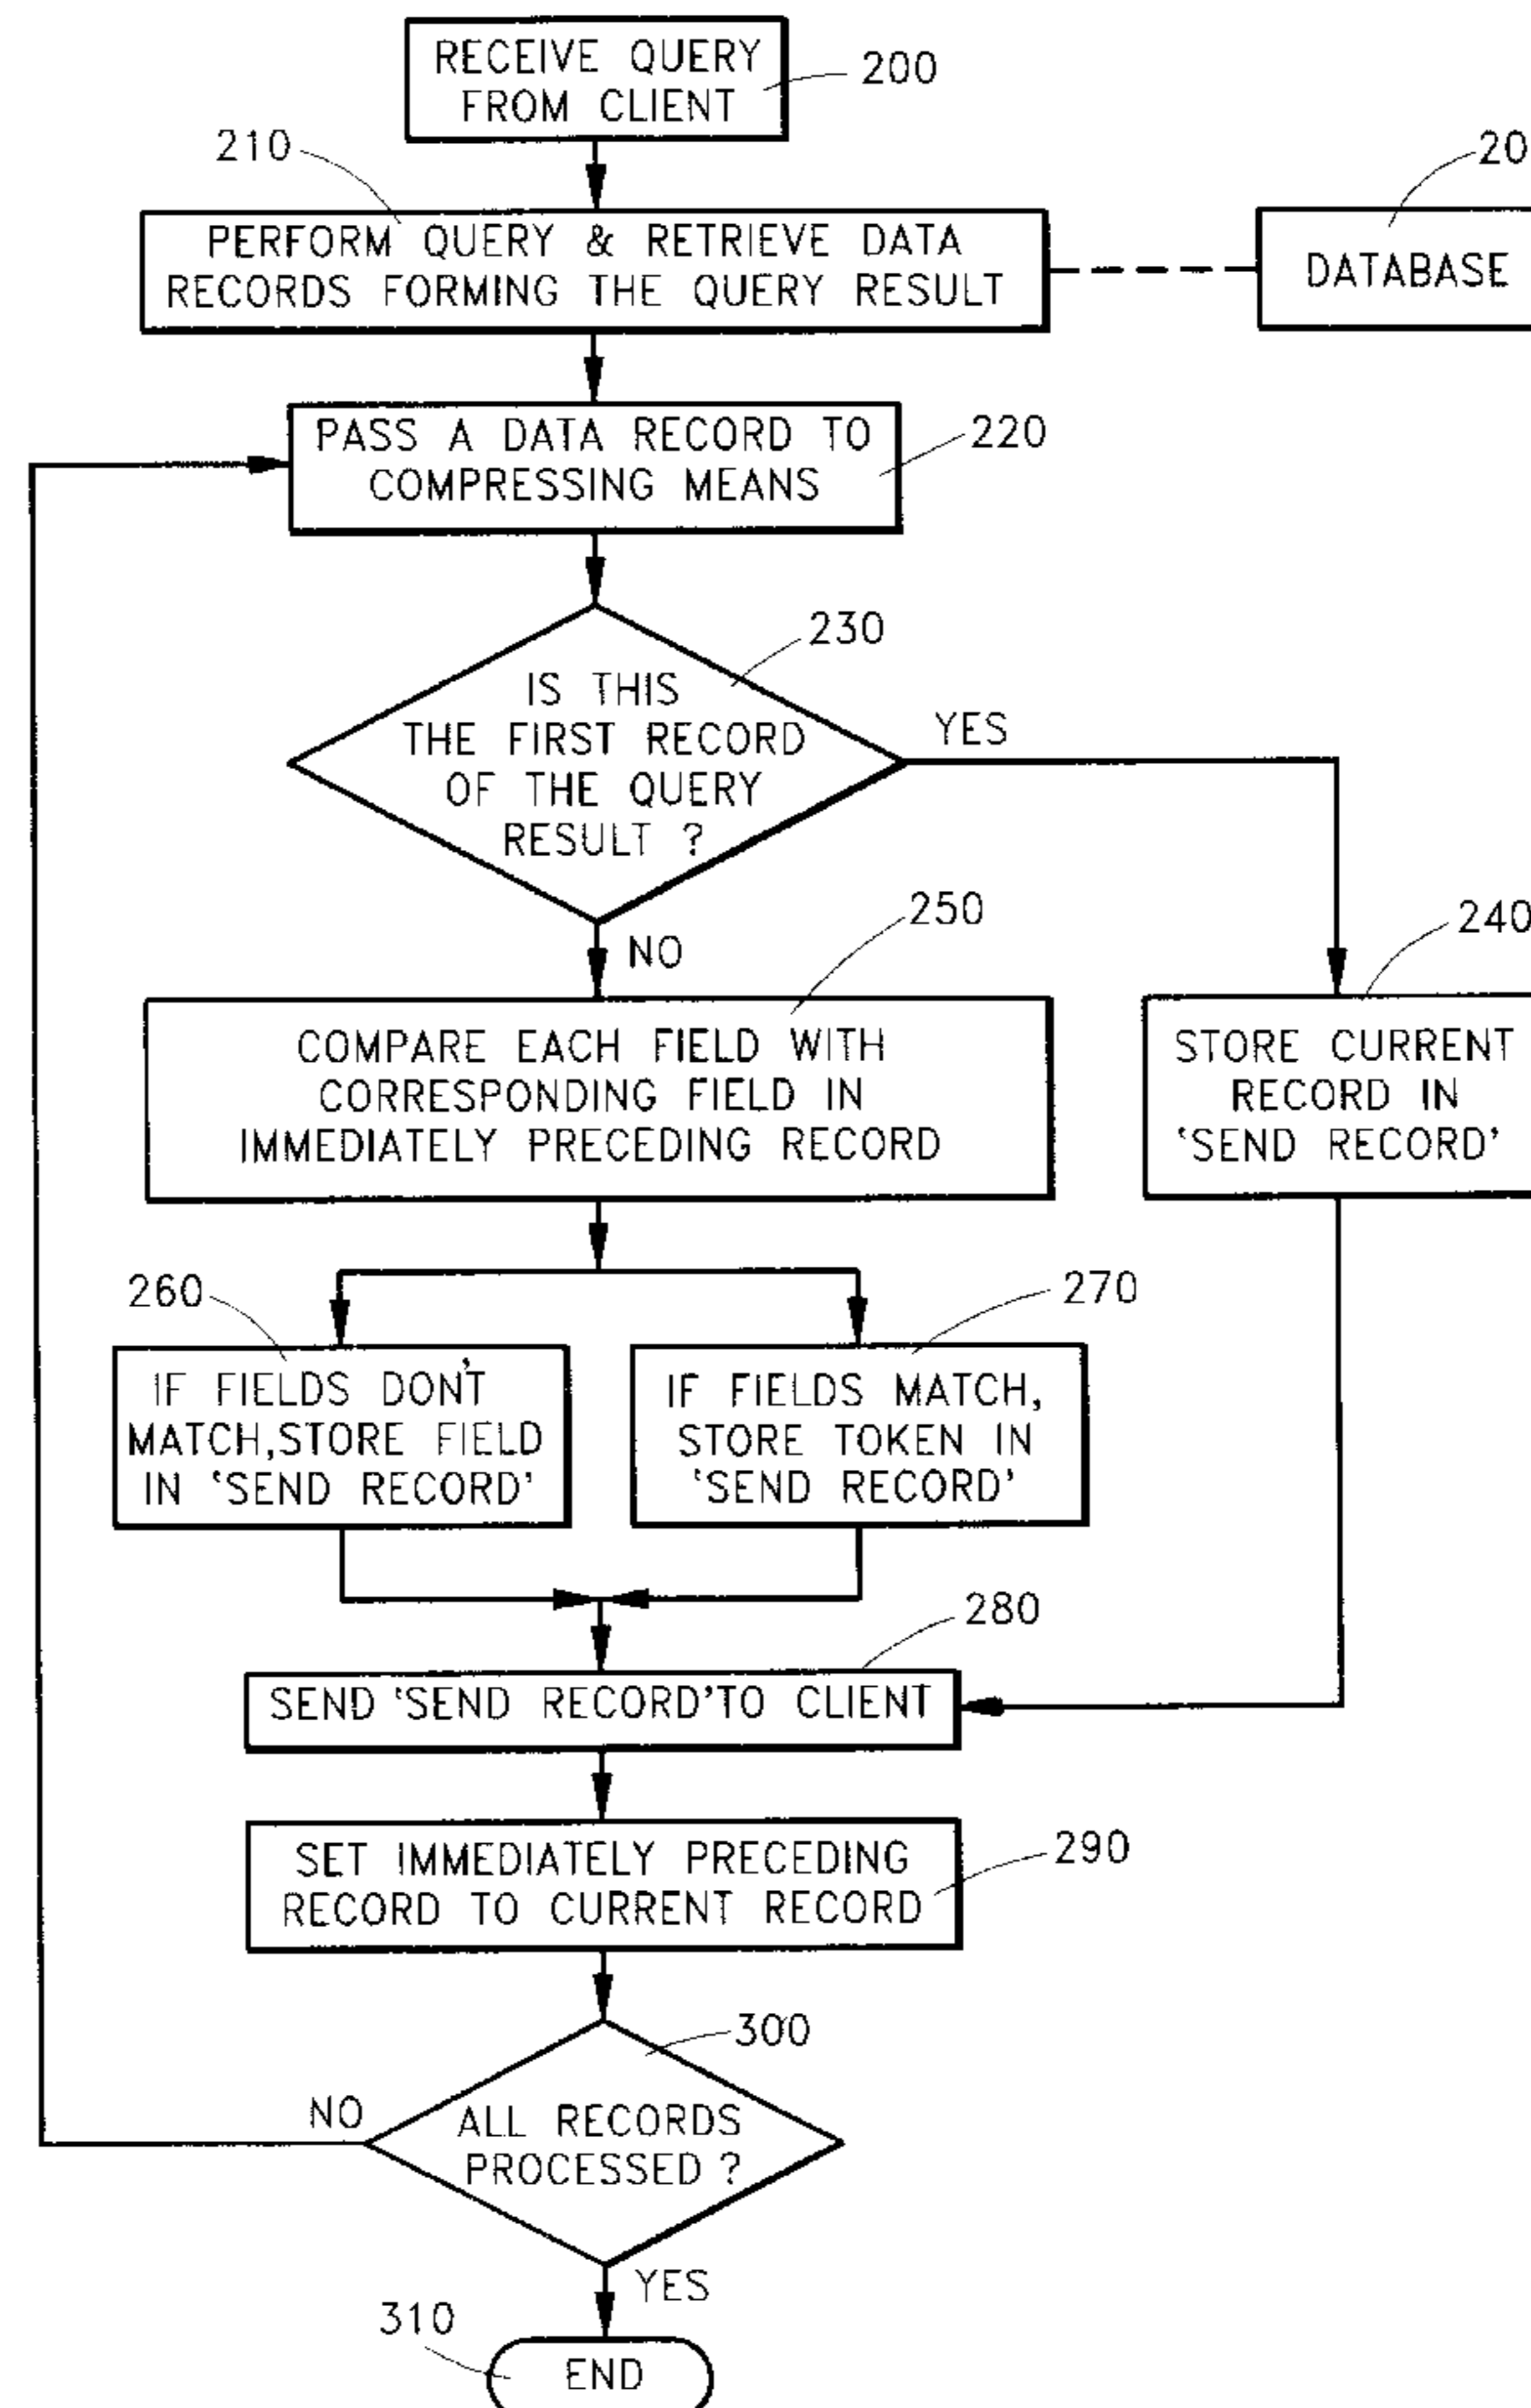 RECEIVE QUERY
FROM CLIENT
200
210
20
PERFORM QUERY & RETRIEVE DATA
RECORDS FORMING THE QUERY RESULT
DATABASE
PASS A DATA RECORD TO
COMPRESSING MEANS
220
230
IS THIS
THE FIRST RECORD
OF THE QUERY
RESULT ?
YES
NO
250
240
COMPARE EACH FIELD WITH
CORRESPONDING FIELD IN
IMMEDIATELY PRECEDING RECORD
STORE CURRENT
RECORD IN
'SEND RECORD'
260
270
IF FIELDS DON'T
MATCH,STORE FIELD
IN 'SEND RECORD'
IF FIELDS MATCH,
STORE TOKEN IN
'SEND RECORD'
280
SEND 'SEND RECORD' TO CLIENT
SET IMMEDIATELY PRECEDING
RECORD TO CURRENT RECORD
290
300
NO
ALL RECORDS
PROCESSED ?
YES
310
END